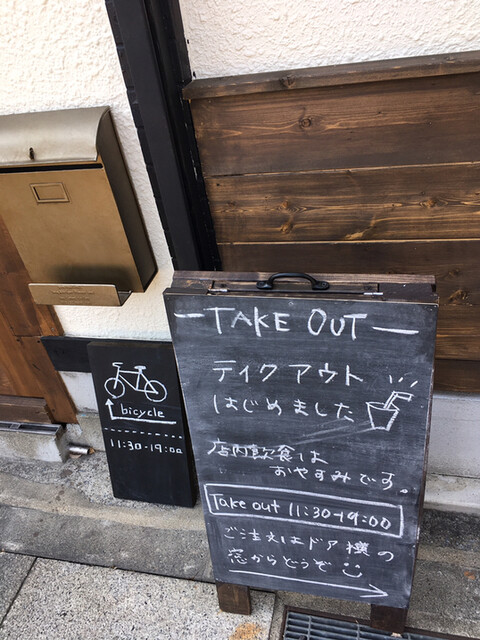 TAKE OUT
テイクアウト
はじめました
店内飲食は
おやすみです。
Take out 11:30-19:00
ご注文はドア横の
窓からどうぞ
bicycle
11:30-19:00